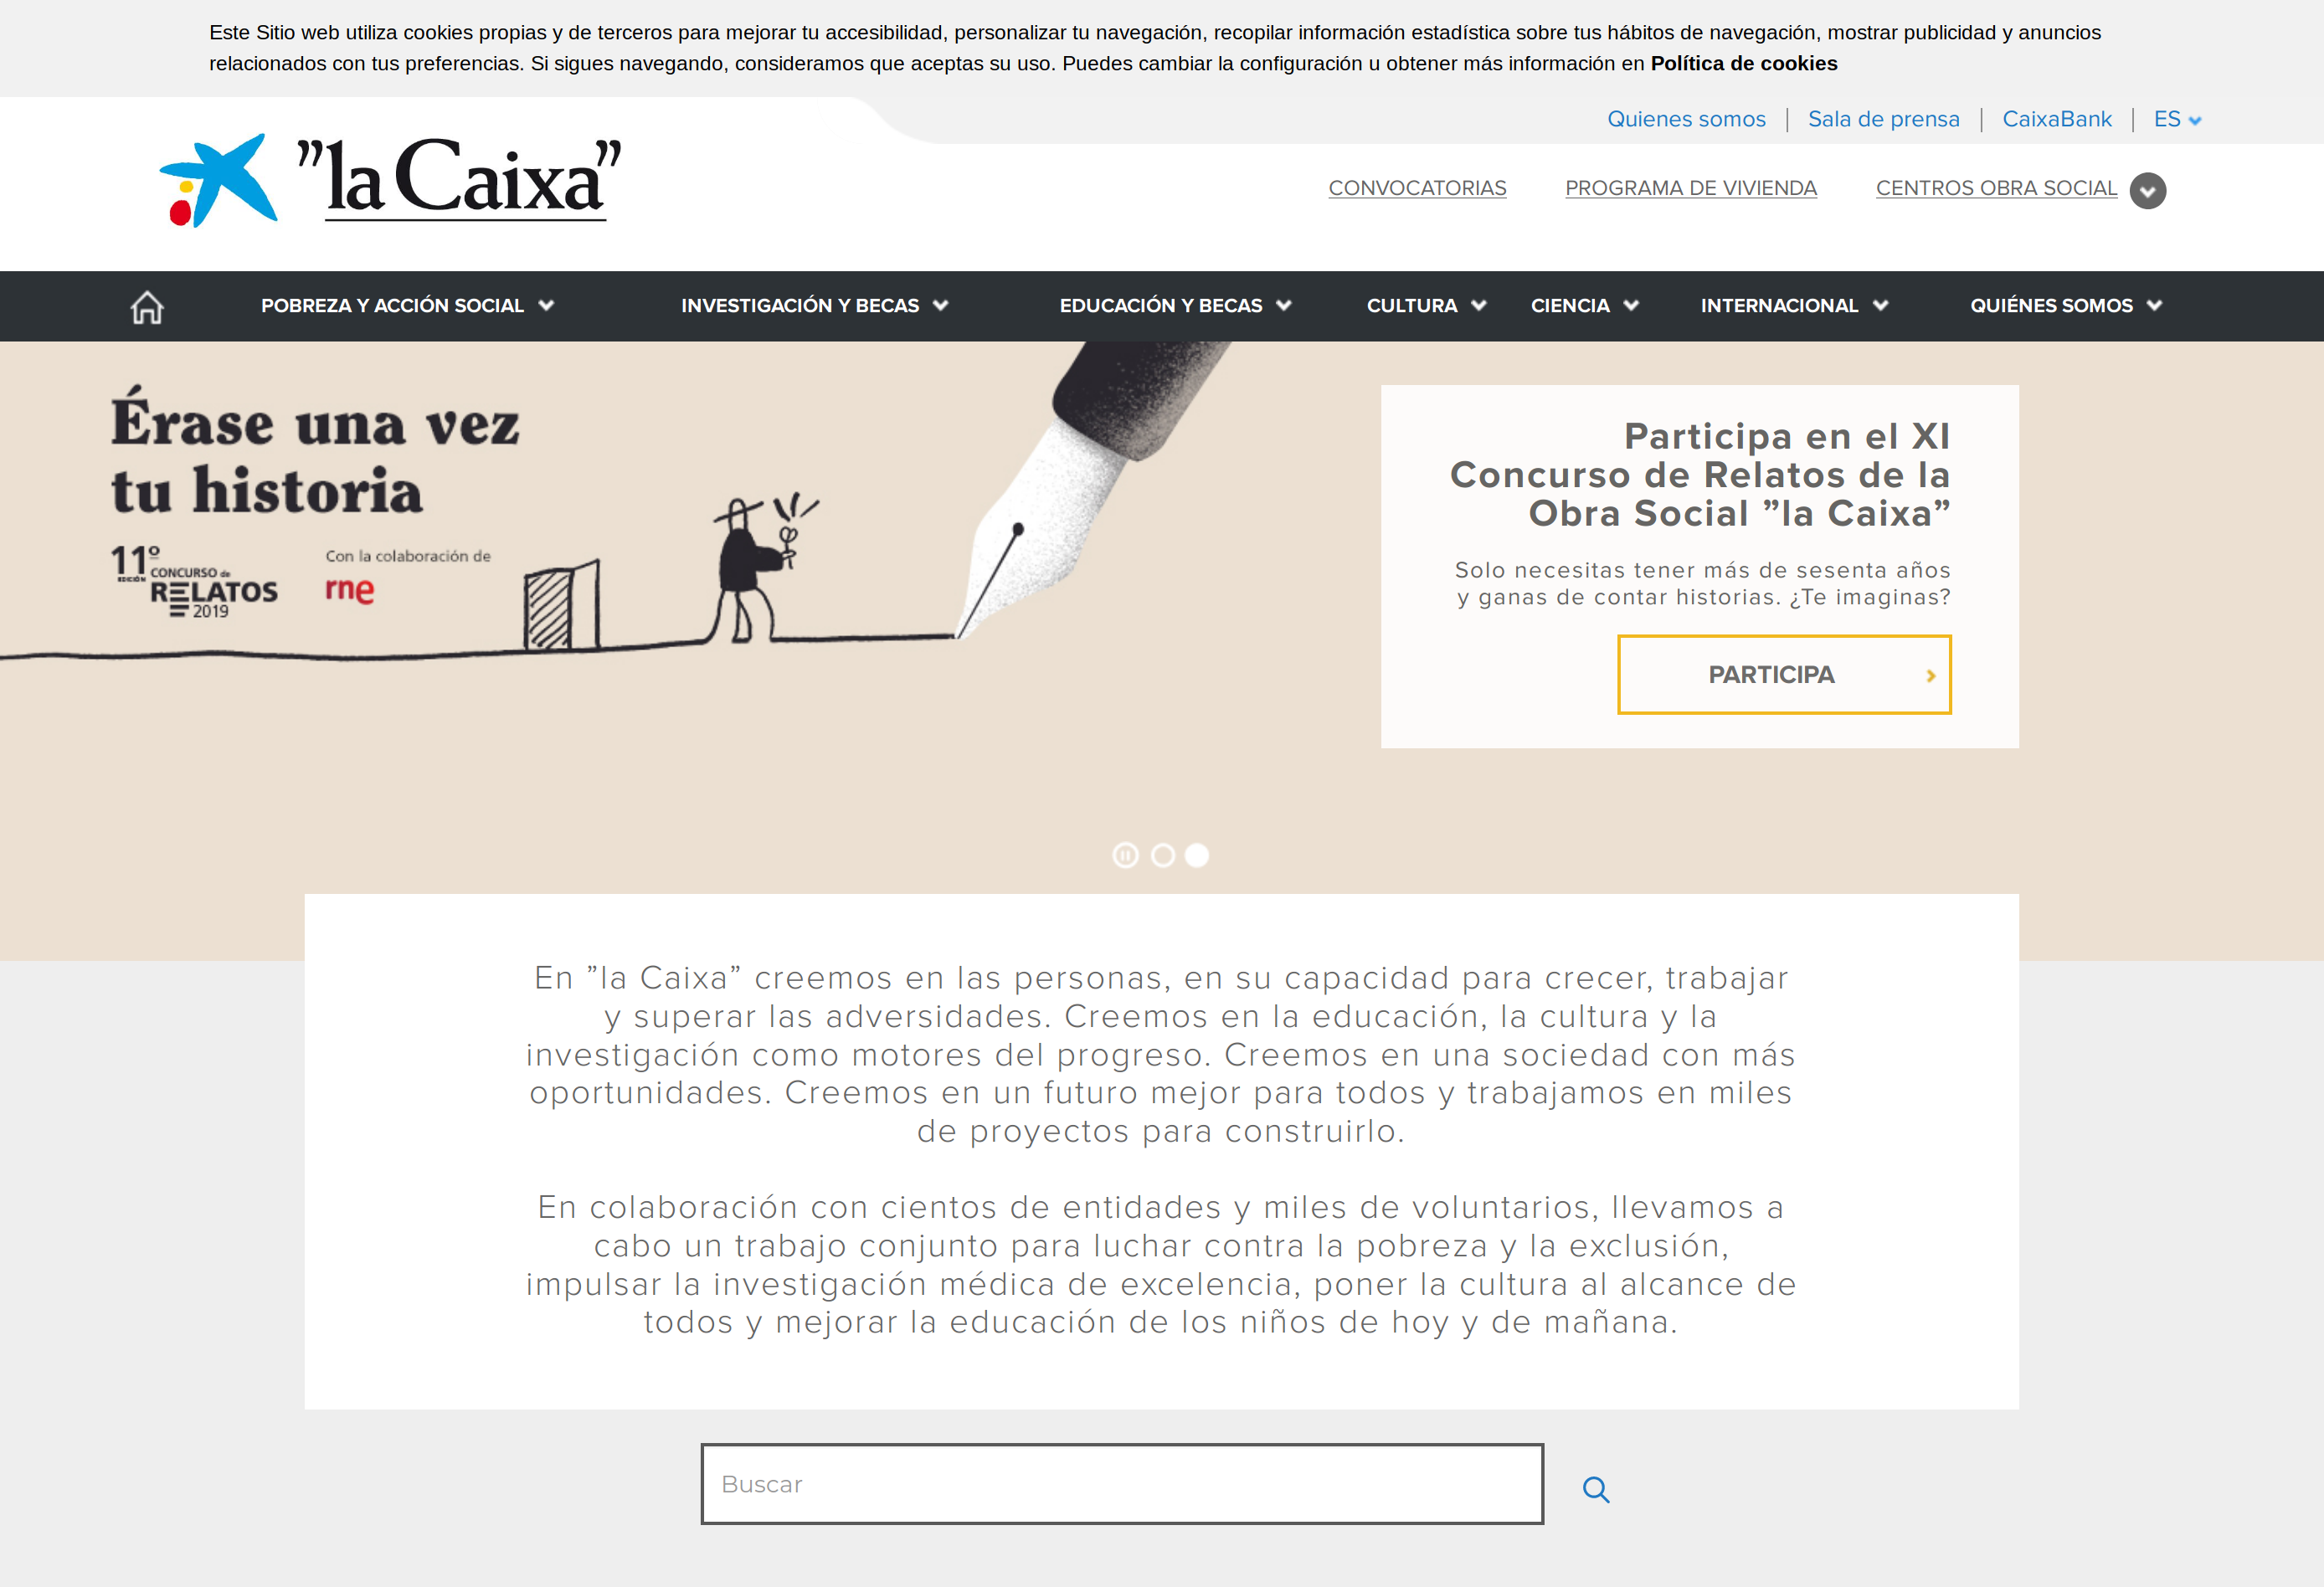 Este Sitio web utiliza cookies propias y de terceros para mejorar tu accesibilidad, personalizar tu navegación, recopilar información estadística sobre tus hábitos de navegación, mostrar publicidad y anuncios
relacionados con tus preferencias. Si sigues navegando, consideramos que aceptas su uso. Puedes cambiar la configuración u obtener más información en Política de cookies
Quienes somos | Sala de prensa | CaixaBank | ES
”la Caixa”
CONVOCATORIAS PROGRAMA DE VIVIENDA CENTROS OBRA SOCIAL
POBREZA Y ACCIÓN SOCIAL INVESTIGACIÓN Y BECAS EDUCACIÓN Y BECAS CULTURA CIENCIA INTERNACIONAL QUIÉNES SOMOS
Érase una vez
tu historia
11º
EDICIÓN
CONCURSO de
RELATOS
2019
Con la colaboración de
rne
Participa en el XI
Concurso de Relatos de la
Obra Social ”la Caixa”
Solo necesitas tener más de sesenta años
y ganas de contar historias. ¿Te imaginas?
PARTICIPA
En ”la Caixa” creemos en las personas, en su capacidad para crecer, trabajar
y superar las adversidades. Creemos en la educación, la cultura y la
investigación como motores del progreso. Creemos en una sociedad con más
oportunidades. Creemos en un futuro mejor para todos y trabajamos en miles
de proyectos para construirlo.
En colaboración con cientos de entidades y miles de voluntarios, llevamos a
cabo un trabajo conjunto para luchar contra la pobreza y la exclusión,
impulsar la investigación médica de excelencia, poner la cultura al alcance de
todos y mejorar la educación de los niños de hoy y de mañana.
Buscar